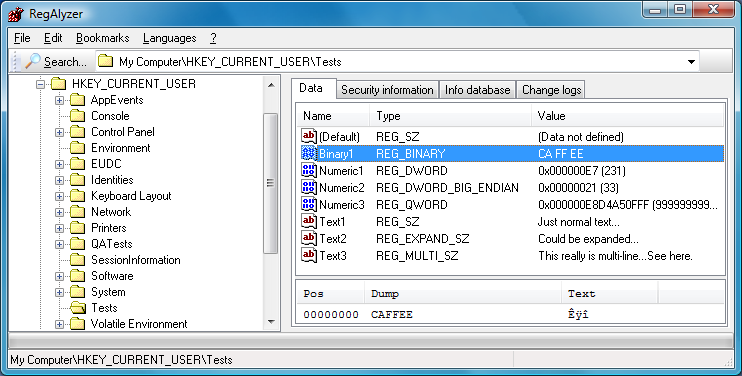 RegAlyzer
File Edit Bookmarks Languages ?
Search... My Computer\HKEY_CURRENT_USER\Tests
HKEY_CURRENT_USER
AppEvents
Console
Control Panel
Environment
EUDC
Identities
Keyboard Layout
Network
Printers
QATests
SessionInformation
Software
System
Tests
Volatile Environment
Data Security information Info database Change logs
Name Type Value
(Default) REG_SZ (Data not defined)
Binary1 REG_BINARY CA FF EE
Numeric1 REG_DWORD 0x000000E7 (231)
Numeric2 REG_DWORD_BIG_ENDIAN 0x00000021 (33)
Numeric3 REG_QWORD 0x000000E8D4A50FFF (999999999...
Text1 REG_SZ Just normal text...
Text2 REG_EXPAND_SZ Could be expanded...
Text3 REG_MULTI_SZ This really is multi-line...See here.
Pos Dump Text
00000000 CAFFEE Êÿî
My Computer\HKEY_CURRENT_USER\Tests